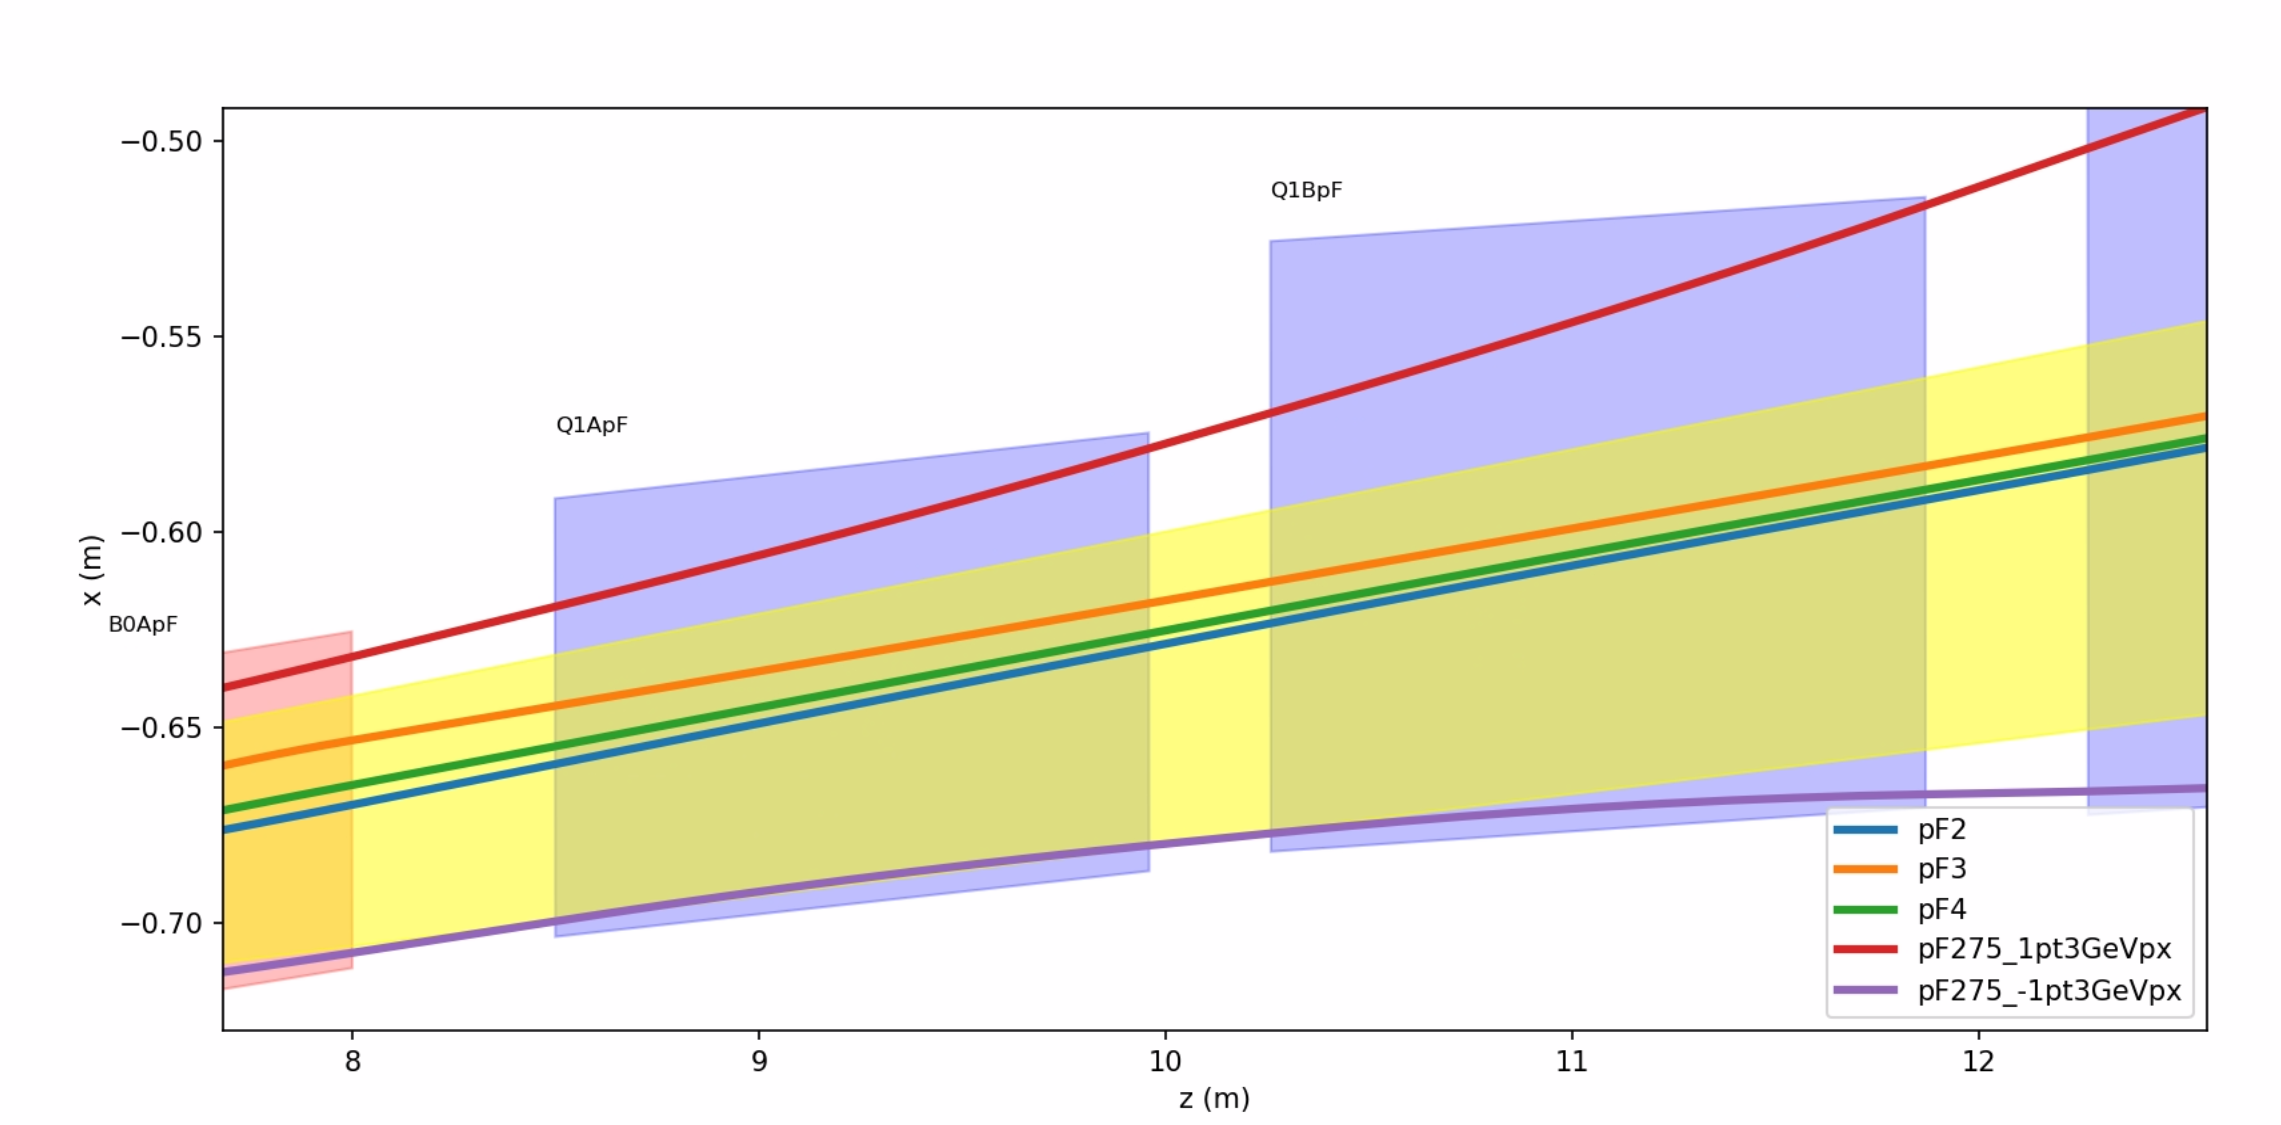 −0.50
−0.55
−0.60
−0.65
−0.70
x (m)
B0ApF
Q1ApF
Q1BpF
8
9
10
11
12
z (m)
pF2
pF3
pF4
pF275_1pt3GeVpx
pF275_-1pt3GeVpx